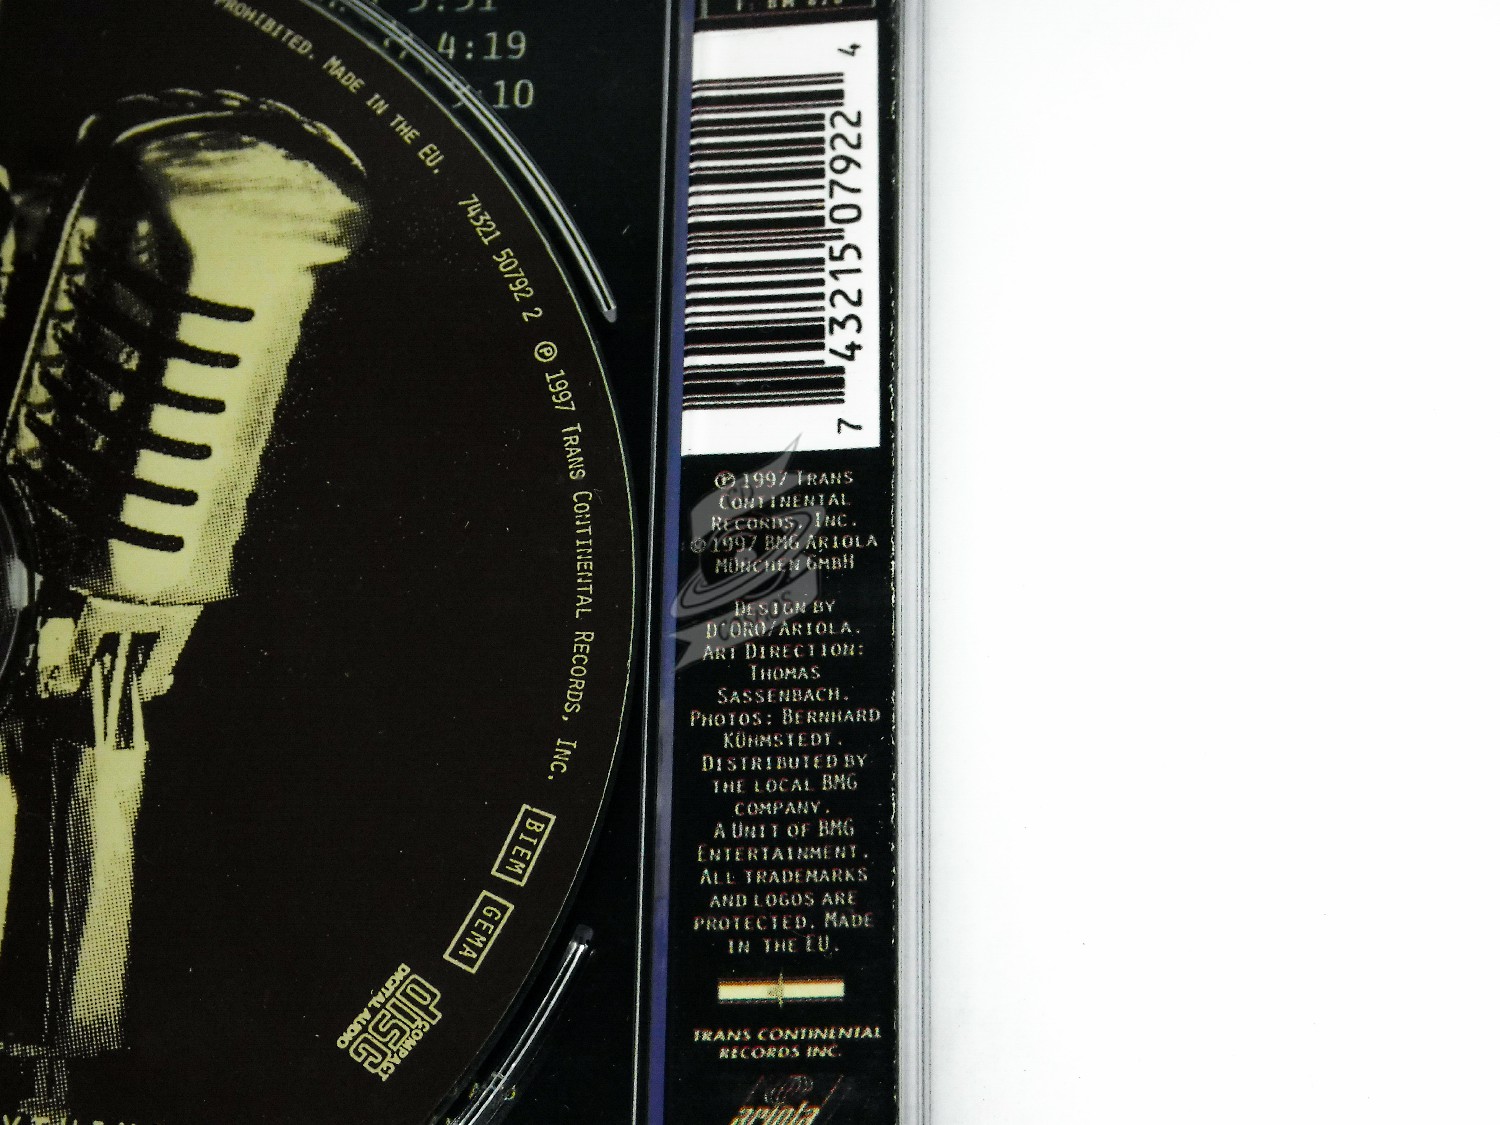 4:19
:10
PROHIBITED. MADE IN THE EU.
74321 50792 2
℗ 1997 TRANS CONTINENTAL RECORDS, INC.
BIEM
GEMA
COMPACT
disc
DIGITAL AUDIO
7 43215 07922 4
℗ 1997 TRANS
CONTINENTAL
RECORDS, INC.
© 1997 BMG ARIOLA
MÜNCHEN GMBH
DESIGN BY
D'ORO/ARIOLA.
ART DIRECTION:
THOMAS
SASSENBACH.
PHOTOS: BERNHARD
KÜHMSTEDT.
DISTRIBUTED BY
THE LOCAL BMG
COMPANY.
A UNIT OF BMG
ENTERTAINMENT.
ALL TRADEMARKS
AND LOGOS ARE
PROTECTED. MADE
IN THE EU.
TRANS CONTINENTAL
RECORDS INC.
ariola